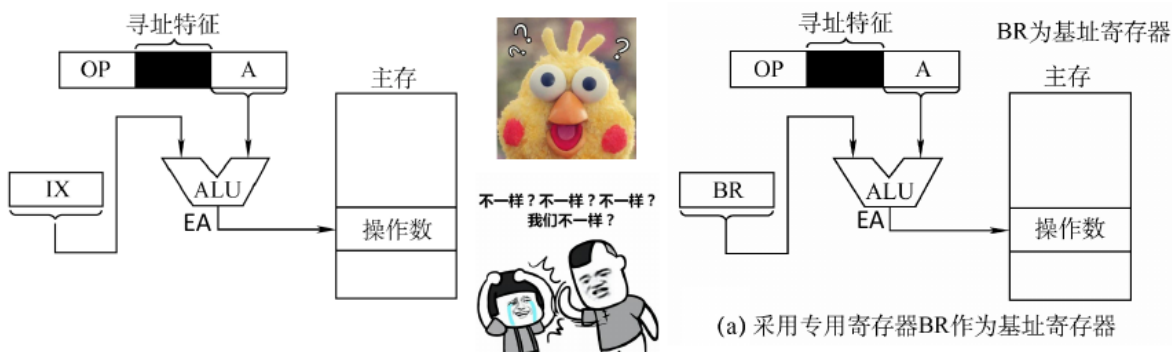 寻址特征
OP
A
主存
IX
ALU
EA
操作数
? ? ?
不一样？不一样？不一样？
我们不一样？
寻址特征
BR为基址寄存器
OP
A
主存
BR
ALU
EA
操作数
(a) 采用专用寄存器BR作为基址寄存器